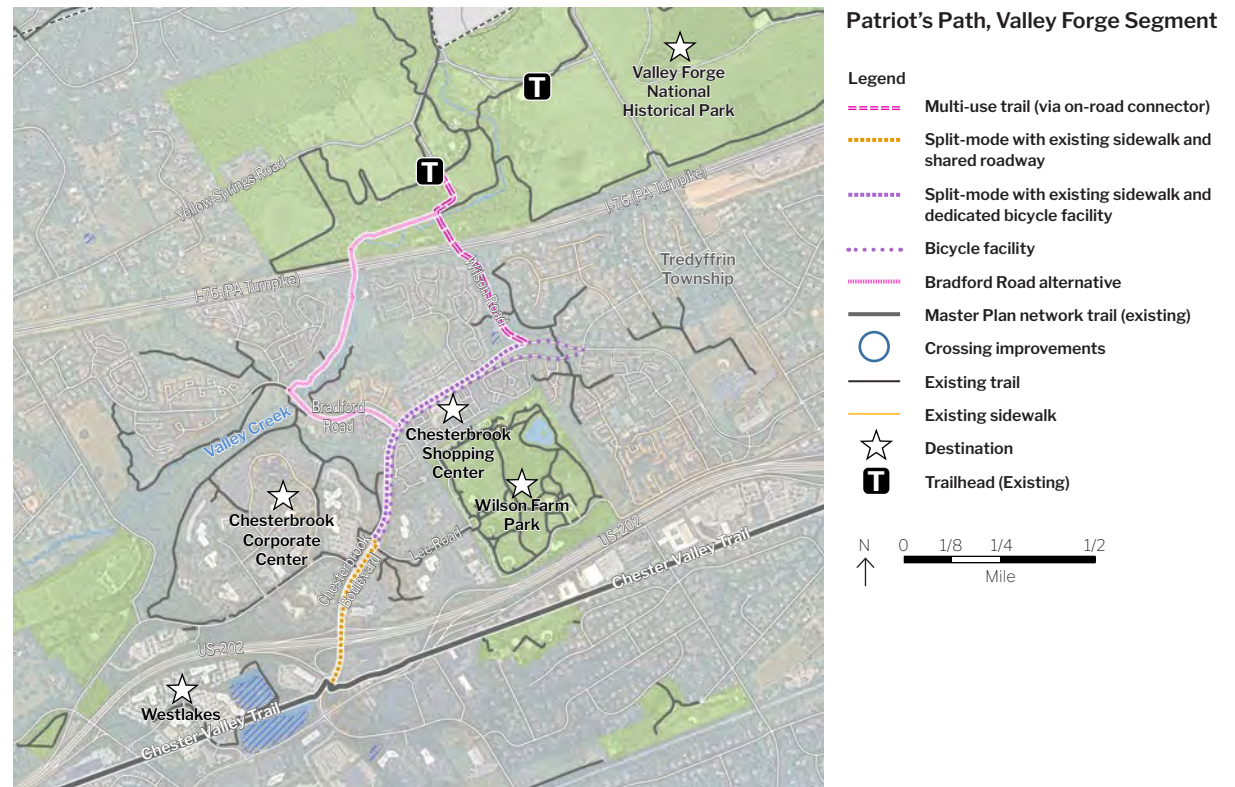 Patriot's Path, Valley Forge Segment
Legend
Multi-use trail (via on-road connector)
Split-mode with existing sidewalk and
shared roadway
Split-mode with existing sidewalk and
dedicated bicycle facility
Bicycle facility
Bradford Road alternative
Master Plan network trail (existing)
Crossing improvements
Existing trail
Existing sidewalk
Destination
T
Trailhead (Existing)
N
0 1/8 1/4 1/2
Mile
Valley Forge
National
Historical Park
T
T
Yellow Springs Road
I-76 (PA Turnpike)
I-76 (PA Turnpike)
Tredyffrin
Township
Wilson Road
Bradford
Road
Valley Creek
Chesterbrook
Shopping
Center
Chesterbrook
Corporate
Center
Wilson Farm
Park
Lee Road
Chesterbrook
Boulevard
US-202
Chester Valley Trail
US-202
Westlakes
Chester Valley Trail